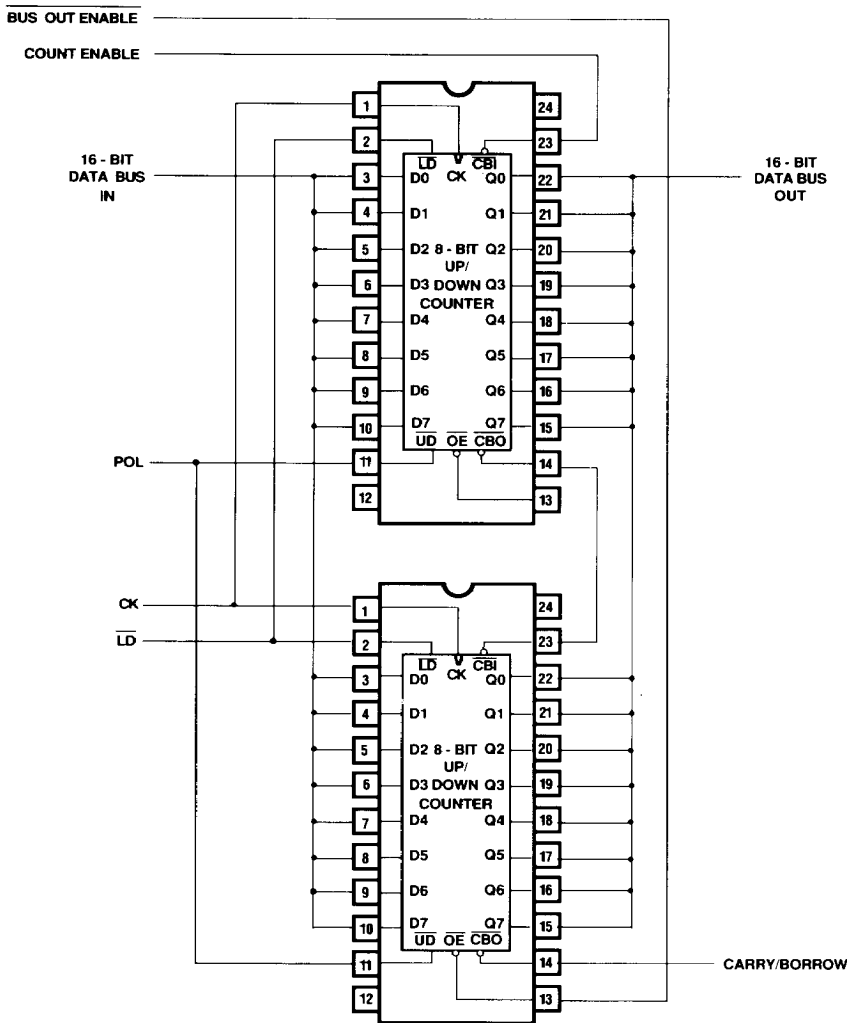 BUS OUT ENABLE
COUNT ENABLE
1 24
2 23
LD CK CBI
16 - BIT DATA BUS IN
3 D0 Q0 22
16 - BIT DATA BUS OUT
4 D1 Q1 21
5 D2 8 - BIT Q2 20
UP/
6 D3 DOWN Q3 19
COUNTER
7 D4 Q4 18
8 D5 Q5 17
9 D6 Q6 16
10 D7 Q7 15
UD OE CBO
POL 11 14
12 13
CK 1 24
LD 2 23
LD CK CBI
3 D0 Q0 22
4 D1 Q1 21
5 D2 8 - BIT Q2 20
UP/
6 D3 DOWN Q3 19
COUNTER
7 D4 Q4 18
8 D5 Q5 17
9 D6 Q6 16
10 D7 Q7 15
UD OE CBO
11 14 CARRY/BORROW
12 13